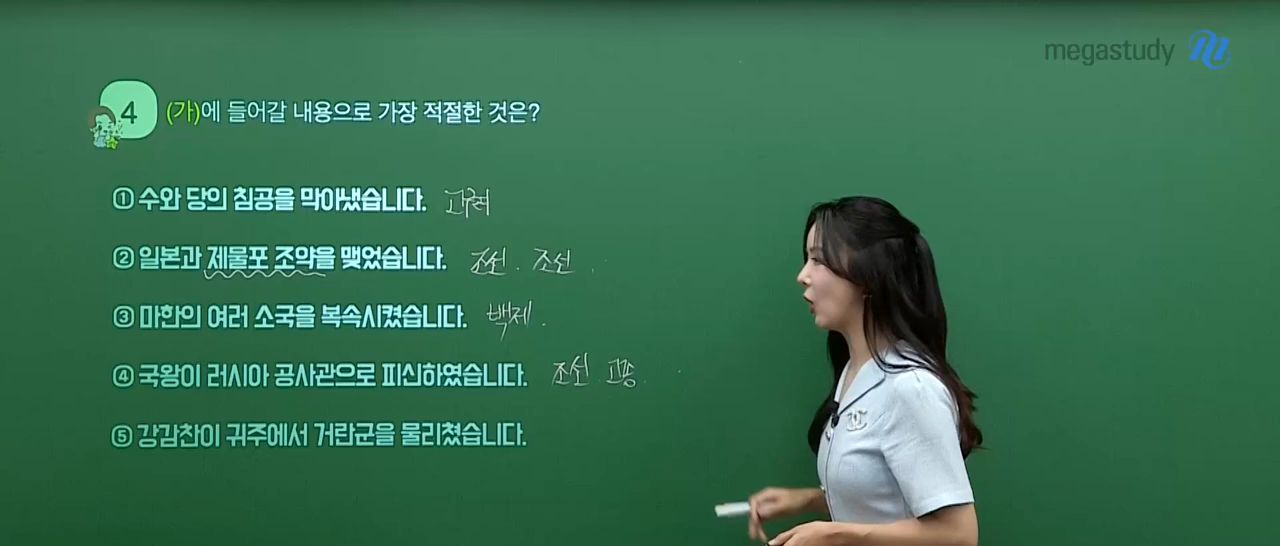 megastudy
4 (가)에 들어갈 내용으로 가장 적절한 것은?
① 수와 당의 침공을 막아냈습니다. 고구려
② 일본과 제물포 조약을 맺었습니다. 조선. 조선
③ 마한의 여러 소국을 복속시켰습니다. 백제.
④ 국왕이 러시아 공사관으로 피신하였습니다. 조선 고종
⑤ 강감찬이 귀주에서 거란군을 물리쳤습니다.